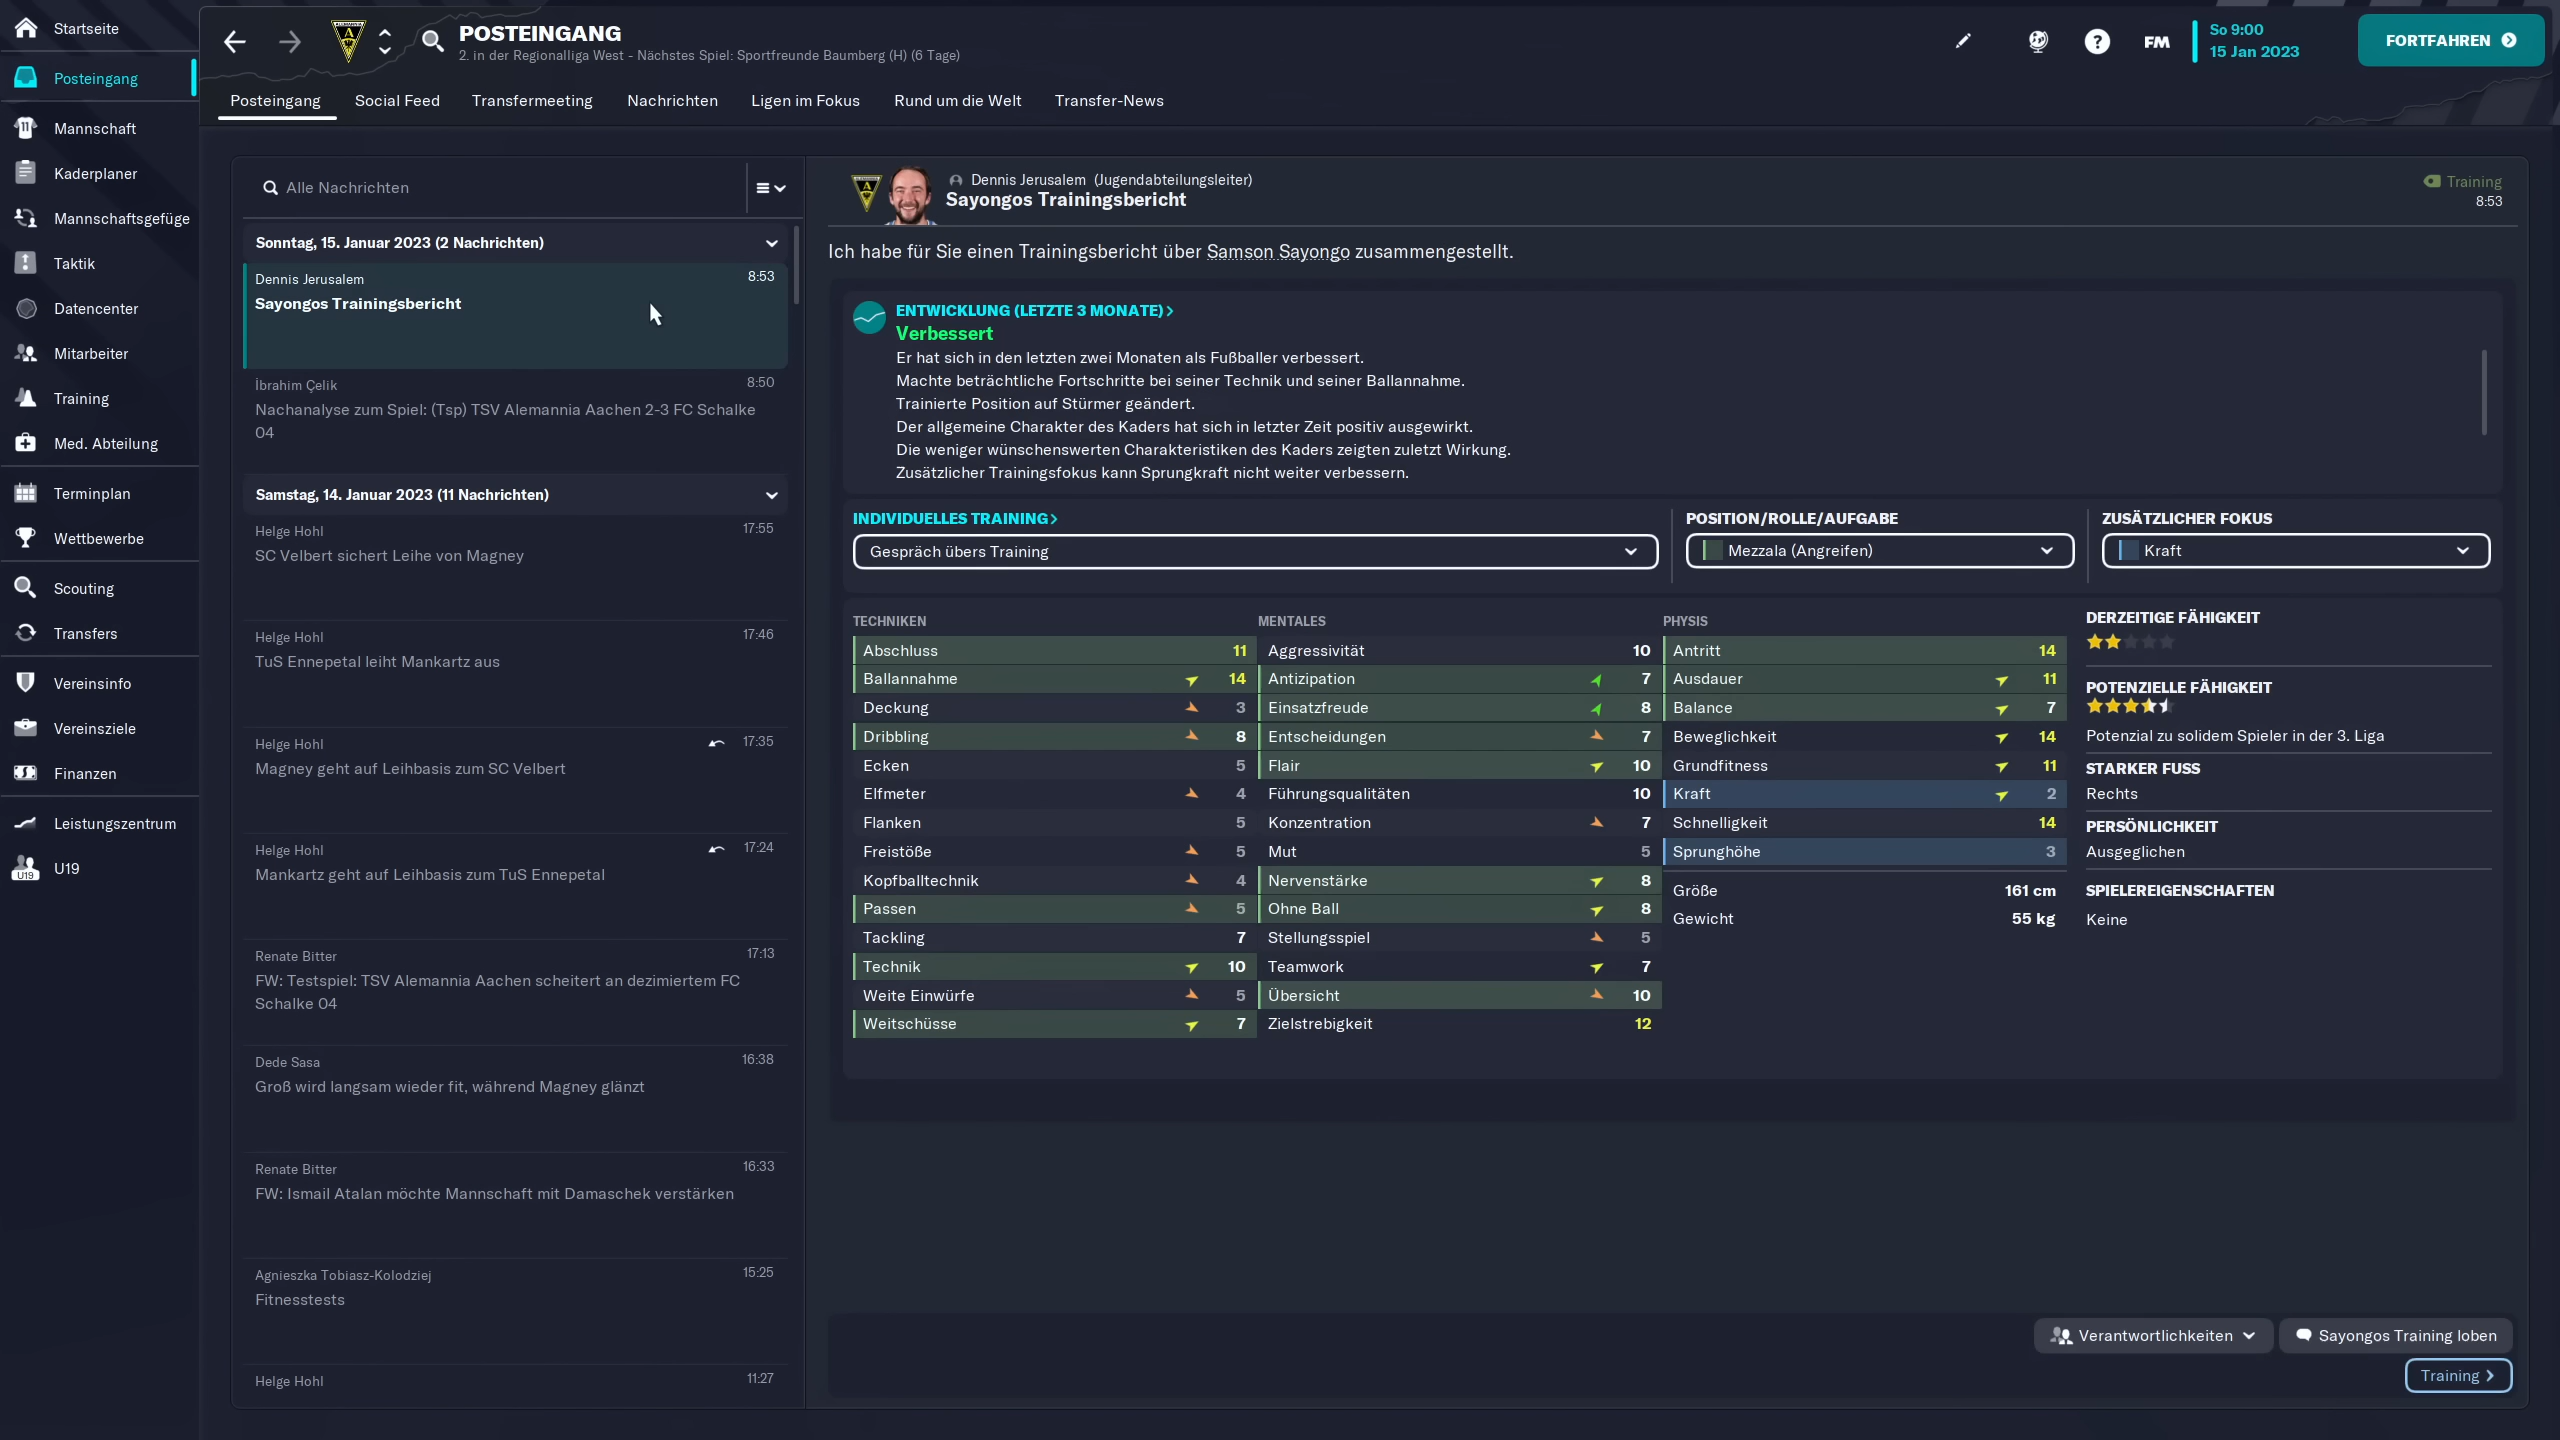 Startseite
Posteingang
Mannschaft
Kaderplaner
Mannschaftsgefüge
Taktik
Datencenter
Mitarbeiter
Training
Med. Abteilung
Terminplan
Wettbewerbe
Scouting
Transfers
Vereinsinfo
Vereinsziele
Finanzen
Leistungszentrum
U19
U19
POSTEINGANG
2. in der Regionalliga West - Nächstes Spiel: Sportfreunde Baumberg (H) (6 Tage)
FM
So 9:00
15 Jan 2023
FORTFAHREN
Posteingang Social Feed Transfermeeting Nachrichten Ligen im Fokus Rund um die Welt Transfer-News
Alle Nachrichten
Sonntag, 15. Januar 2023 (2 Nachrichten)
Dennis Jerusalem 8:53
Sayongos Trainingsbericht
İbrahim Çelik 8:50
Nachanalyse zum Spiel: (Tsp) TSV Alemannia Aachen 2-3 FC Schalke
04
Samstag, 14. Januar 2023 (11 Nachrichten)
Helge Hohl 17:55
SC Velbert sichert Leihe von Magney
Helge Hohl 17:46
TuS Ennepetal leiht Mankartz aus
Helge Hohl 17:35
Magney geht auf Leihbasis zum SC Velbert
Helge Hohl 17:24
Mankartz geht auf Leihbasis zum TuS Ennepetal
Renate Bitter 17:13
FW: Testspiel: TSV Alemannia Aachen scheitert an dezimiertem FC
Schalke 04
Dede Sasa 16:38
Groß wird langsam wieder fit, während Magney glänzt
Renate Bitter 16:33
FW: Ismail Atalan möchte Mannschaft mit Damaschek verstärken
Agnieszka Tobiasz-Kolodziej 15:25
Fitnesstests
Helge Hohl 11:27
Dennis Jerusalem (Jugendabteilungsleiter)
Sayongos Trainingsbericht
Training
8:53
Ich habe für Sie einen Trainingsbericht über Samson Sayongo zusammengestellt.
ENTWICKLUNG (LETZTE 3 MONATE)
Verbessert
Er hat sich in den letzten zwei Monaten als Fußballer verbessert.
Machte beträchtliche Fortschritte bei seiner Technik und seiner Ballannahme.
Trainierte Position auf Stürmer geändert.
Der allgemeine Charakter des Kaders hat sich in letzter Zeit positiv ausgewirkt.
Die weniger wünschenswerten Charakteristiken des Kaders zeigten zuletzt Wirkung.
Zusätzlicher Trainingsfokus kann Sprungkraft nicht weiter verbessern.
INDIVIDUELLES TRAINING
Gespräch übers Training
POSITION/ROLLE/AUFGABE
Mezzala (Angreifen)
ZUSÄTZLICHER FOKUS
Kraft
TECHNIKEN
Abschluss 11
Ballannahme 14
Deckung 3
Dribbling 8
Ecken 5
Elfmeter 4
Flanken 5
Freistöße 5
Kopfballtechnik 4
Passen 5
Tackling 7
Technik 10
Weite Einwürfe 5
Weitschüsse 7
MENTALES
Aggressivität 10
Antizipation 7
Einsatzfreude 8
Entscheidungen 7
Flair 10
Führungsqualitäten 10
Konzentration 7
Mut 5
Nervenstärke 8
Ohne Ball 8
Stellungsspiel 5
Teamwork 7
Übersicht 10
Zielstrebigkeit 12
PHYSIS
Antritt 14
Ausdauer 11
Balance 7
Beweglichkeit 14
Grundfitness 11
Kraft 2
Schnelligkeit 14
Sprunghöhe 3
Größe 161 cm
Gewicht 55 kg
DERZEITIGE FÄHIGKEIT
POTENZIELLE FÄHIGKEIT
Potenzial zu solidem Spieler in der 3. Liga
STARKER FUSS
Rechts
PERSÖNLICHKEIT
Ausgeglichen
SPIELEREIGENSCHAFTEN
Keine
Verantwortlichkeiten
Sayongos Training loben
Training